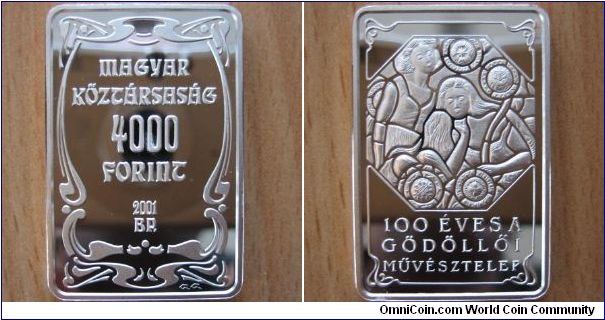 MAGYAR
KÖZTÁRSASÁG
4000
FORINT
2001
BP.
100 ÉVES A
GÖDÖLLŐI
MŰVÉSZTELEP
OmniCoin.com World Coin Community